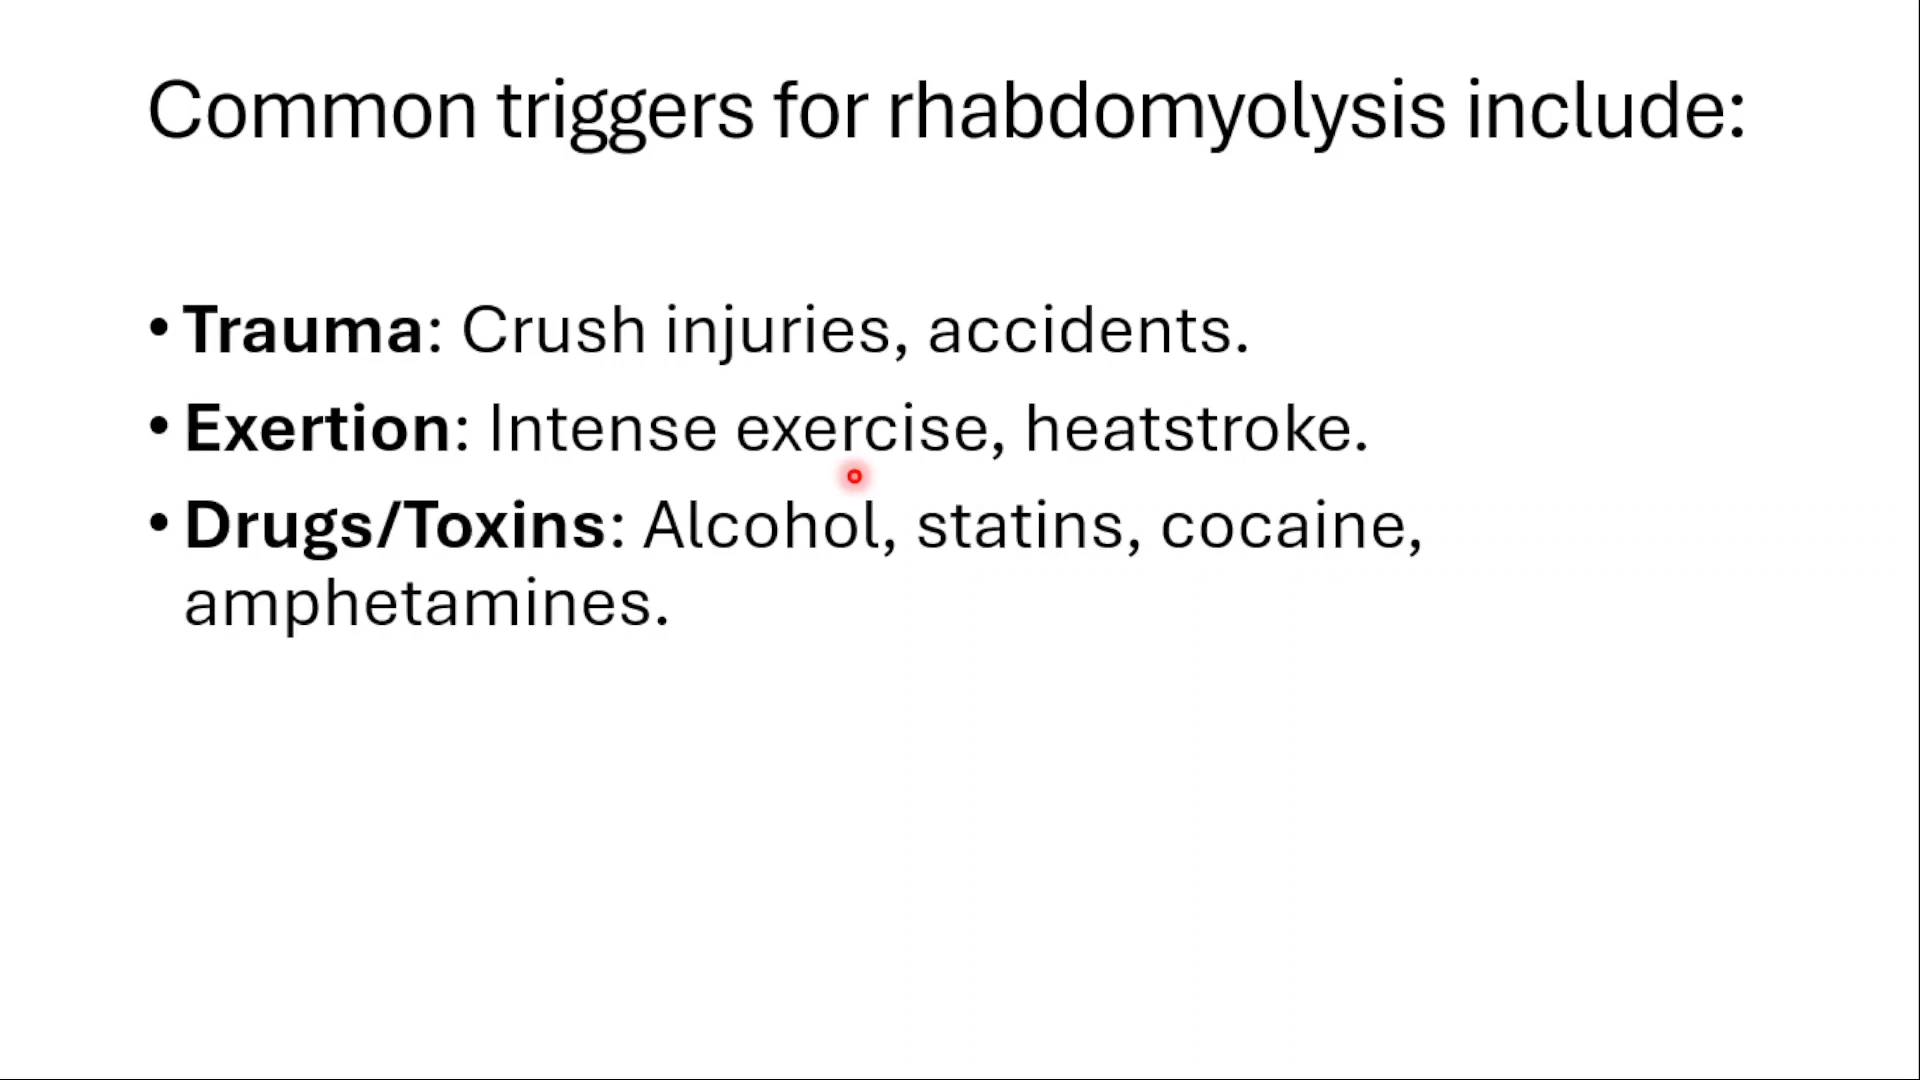 Common triggers for rhabdomyolysis include:
• Trauma: Crush injuries, accidents.
• Exertion: Intense exercise, heatstroke.
• Drugs/Toxins: Alcohol, statins, cocaine,
amphetamines.